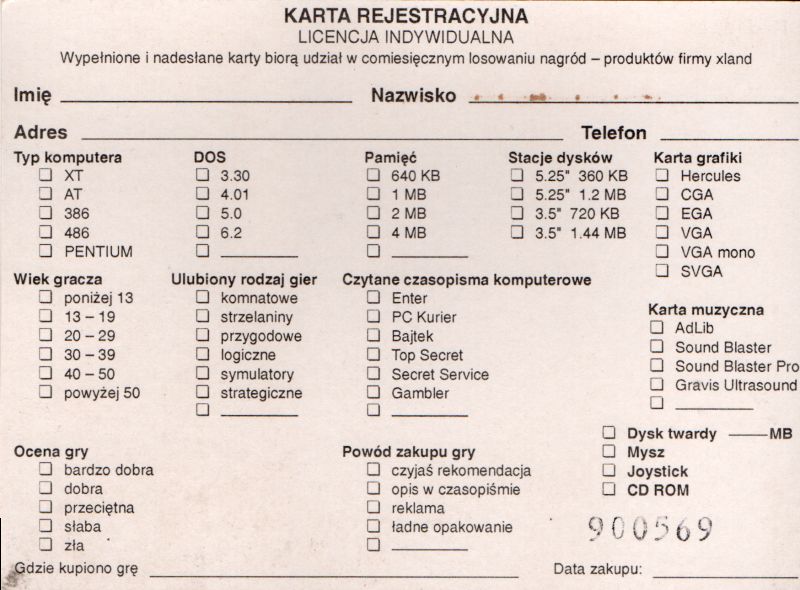 KARTA REJESTRACYJNA
LICENCJA INDYWIDUALNA
Wypełnione i nadesłane karty biorą udział w comiesięcznym losowaniu nagród – produktów firmy xland
Imię Nazwisko
Adres Telefon
Typ komputera
XT
AT
386
486
PENTIUM
DOS
3.30
4.01
5.0
6.2
Pamięć
640 KB
1 MB
2 MB
4 MB
Stacje dysków
5.25" 360 KB
5.25" 1.2 MB
3.5" 720 KB
3.5" 1.44 MB
Karta grafiki
Hercules
CGA
EGA
VGA
VGA mono
SVGA
Wiek gracza
poniżej 13
13 – 19
20 – 29
30 – 39
40 – 50
powyżej 50
Ulubiony rodzaj gier
komnatowe
strzelaniny
przygodowe
logiczne
symulatory
strategiczne
Czytane czasopisma komputerowe
Enter
PC Kurier
Bajtek
Top Secret
Secret Service
Gambler
Karta muzyczna
AdLib
Sound Blaster
Sound Blaster Pro
Gravis Ultrasound
Dysk twardy MB
Mysz
Joystick
CD ROM
Ocena gry
bardzo dobra
dobra
przeciętna
słaba
zła
Powód zakupu gry
czyjaś rekomendacja
opis w czasopiśmie
reklama
ładne opakowanie
900569
Gdzie kupiono grę Data zakupu: